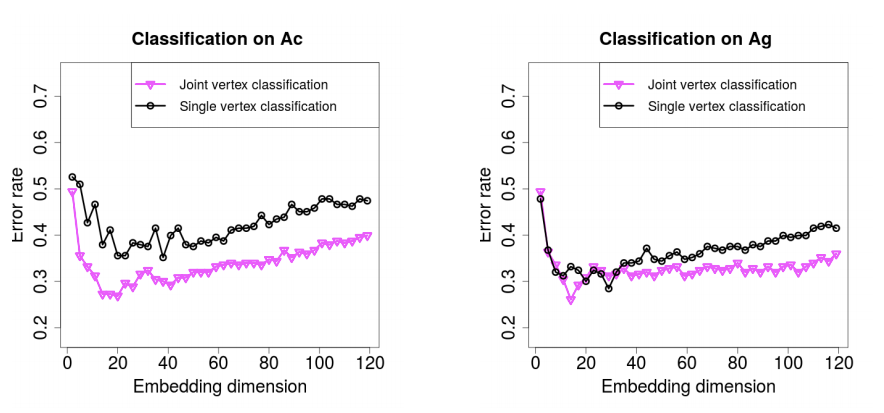 Classification on Ac
Joint vertex classification
Single vertex classification
Error rate
0.7
0.6
0.5
0.4
0.3
0.2
0 20 40 60 80 100 120
Embedding dimension
Classification on Ag
Joint vertex classification
Single vertex classification
Error rate
0.7
0.6
0.5
0.4
0.3
0.2
0 20 40 60 80 100 120
Embedding dimension